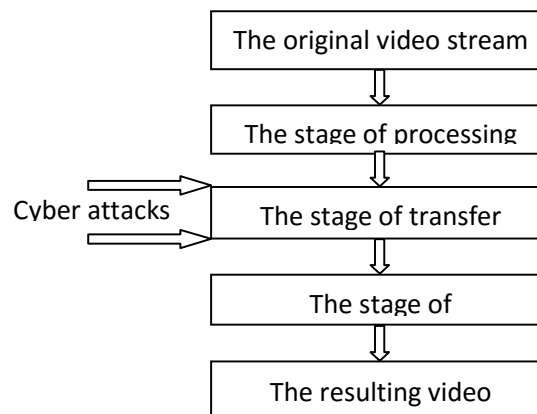 The original video stream
The stage of processing
Cyber attacks
The stage of transfer
The stage of
The resulting video